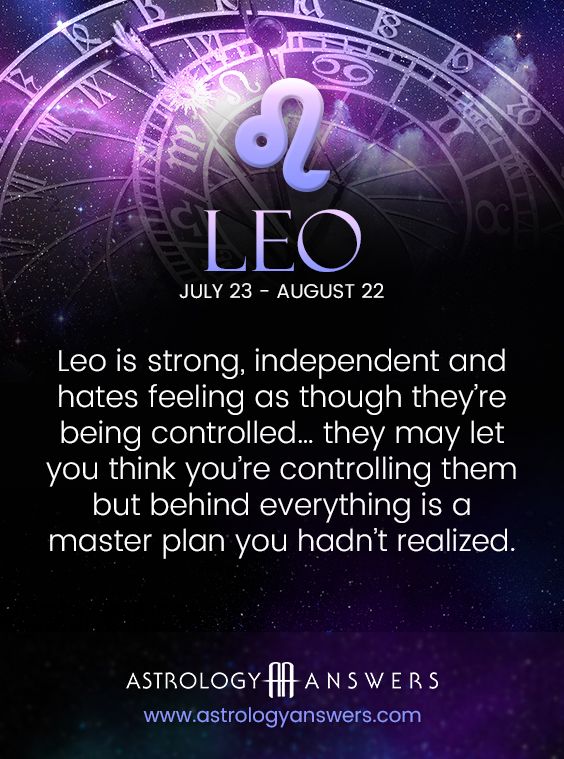 LEO
JULY 23 - AUGUST 22
Leo is strong, independent and
hates feeling as though they’re
being controlled... they may let
you think you’re controlling them
but behind everything is a
master plan you hadn’t realized.
ASTROLOGY AA ANSWERS
www.astrologyanswers.com